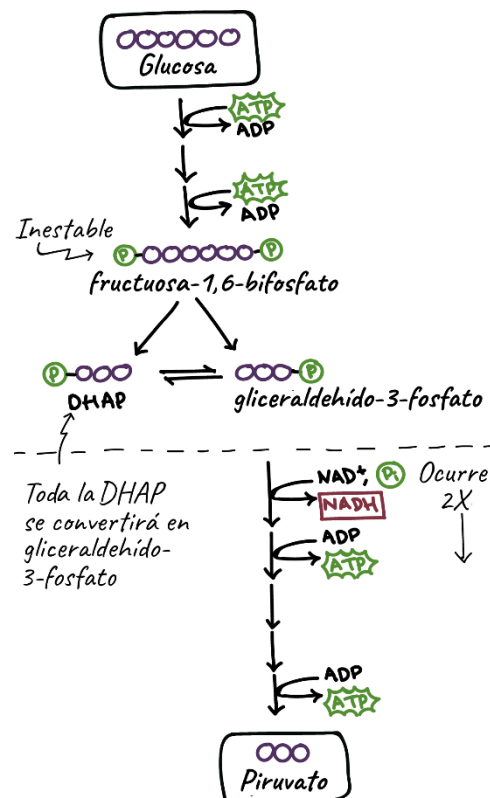 Glucosa
ATP
ADP
ATP
ADP
Inestable
P
P
fructuosa-1,6-bifosfato
P
P
DHAP
gliceraldehído-3-fosfato
Toda la DHAP
se convertirá en
gliceraldehído-
3-fosfato
NAD+, Pi
NADH
Ocurre
2X
ADP
ATP
ADP
ATP
Piruvato